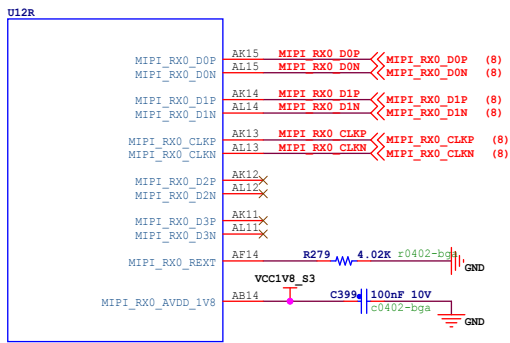 U12R
MIPI_RX0_D0P AK15 MIPI_RX0_D0P MIPI_RX0_D0P (8)
MIPI_RX0_D0N AL15 MIPI_RX0_D0N MIPI_RX0_D0N (8)
MIPI_RX0_D1P AK14 MIPI_RX0_D1P MIPI_RX0_D1P (8)
MIPI_RX0_D1N AL14 MIPI_RX0_D1N MIPI_RX0_D1N (8)
MIPI_RX0_CLKP AK13 MIPI_RX0_CLKP MIPI_RX0_CLKP (8)
MIPI_RX0_CLKN AL13 MIPI_RX0_CLKN MIPI_RX0_CLKN (8)
MIPI_RX0_D2P AK12
MIPI_RX0_D2N AL12
MIPI_RX0_D3P AK11
MIPI_RX0_D3N AL11
MIPI_RX0_REXT AF14 R279 4.02K r0402-bga
GND
VCC1V8_S3
MIPI_RX0_AVDD_1V8 AB14 C399 100nF 10V
c0402-bga
GND